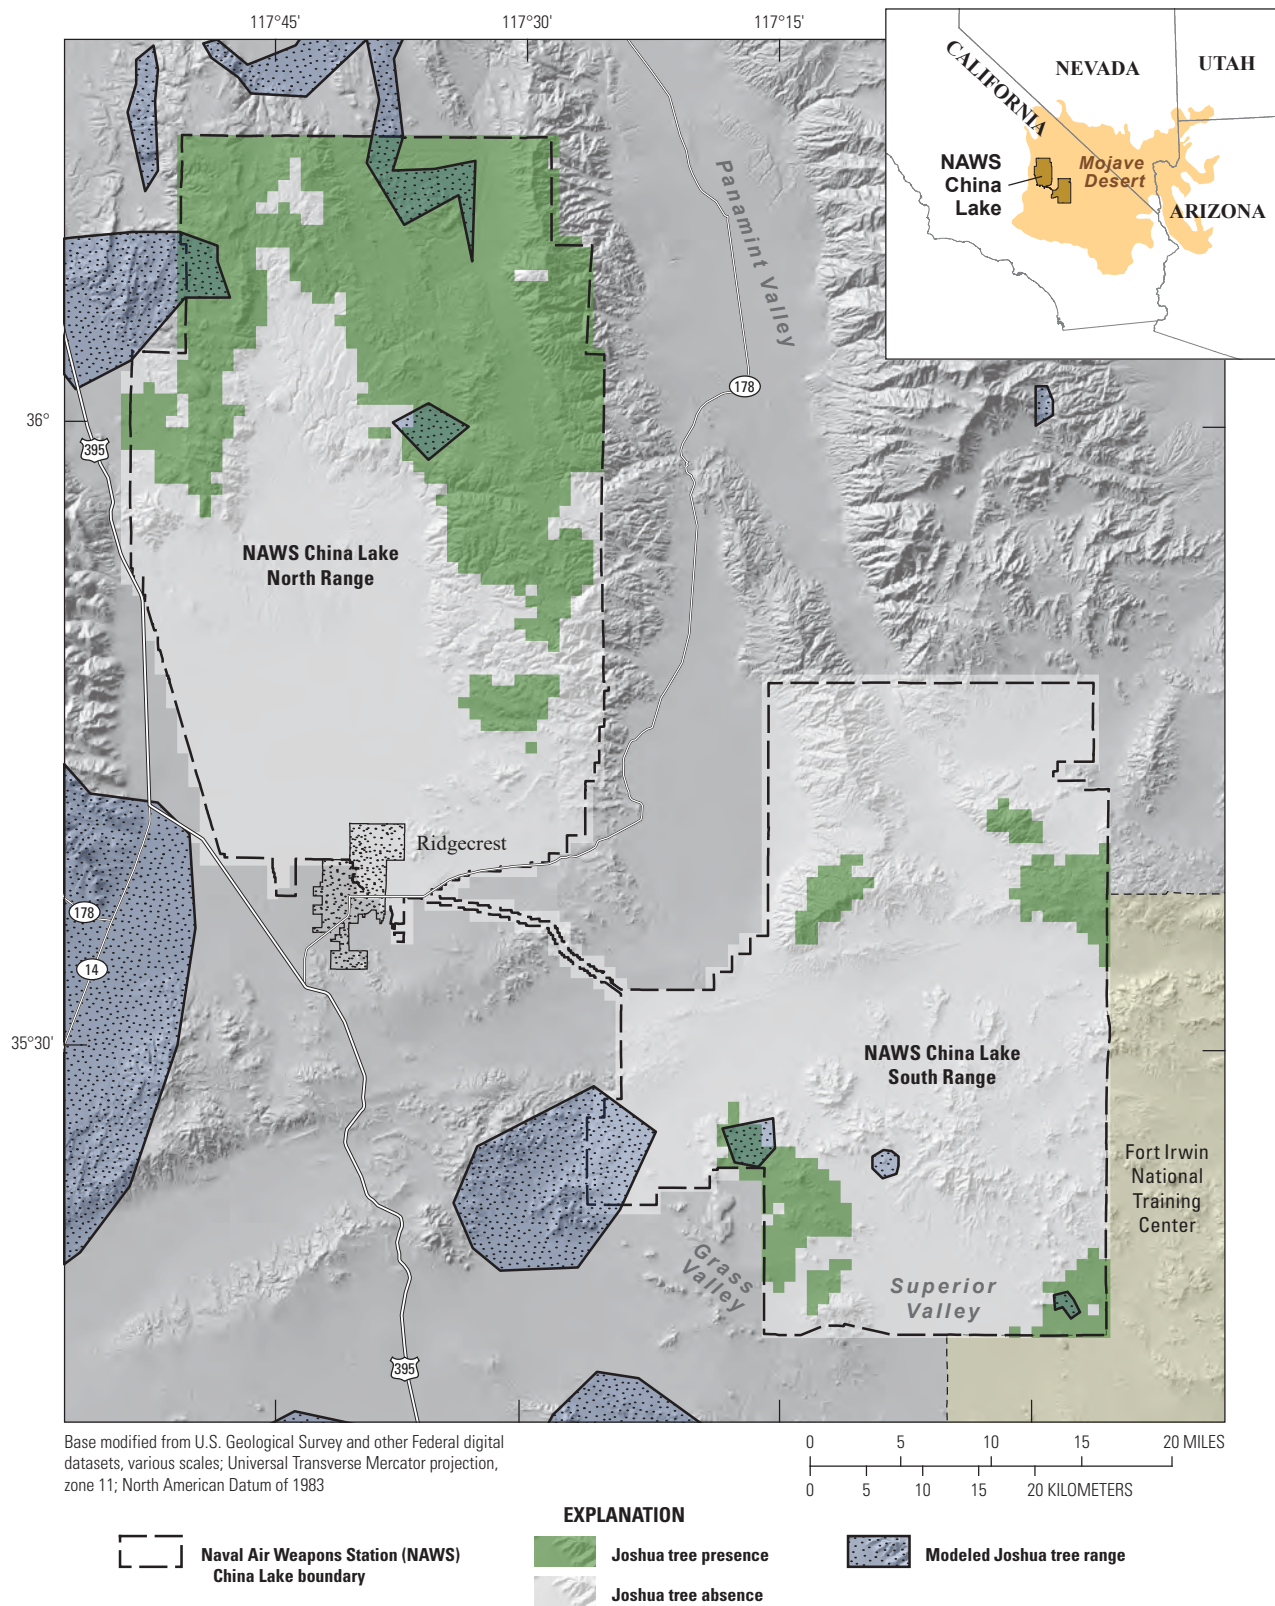 117°45'
117°30'
117°15'
CALIFORNIA
NEVADA
UTAH
NAWS
China
Lake
Mojave
Desert
ARIZONA
Panamint Valley
178
36°
395
NAWS China Lake
North Range
Ridgecrest
178
14
35°30'
NAWS China Lake
South Range
Fort Irwin
National
Training
Center
Grass
Valley
Superior
Valley
395
Base modified from U.S. Geological Survey and other Federal digital
datasets, various scales; Universal Transverse Mercator projection,
zone 11; North American Datum of 1983
0 5 10 15 20 MILES
0 5 10 15 20 KILOMETERS
EXPLANATION
Naval Air Weapons Station (NAWS)
China Lake boundary
Joshua tree presence
Joshua tree absence
Modeled Joshua tree range